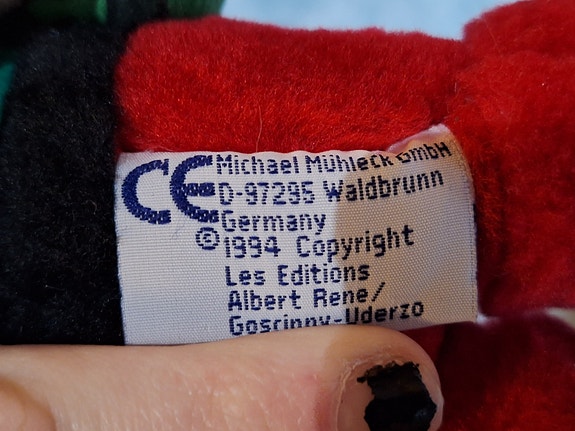 CE Michael Mühleck GmbH
D-97295 Waldbrunn
Germany
© 1994 Copyright
Les Editions
Albert Rene/
Goscinny-Uderzo